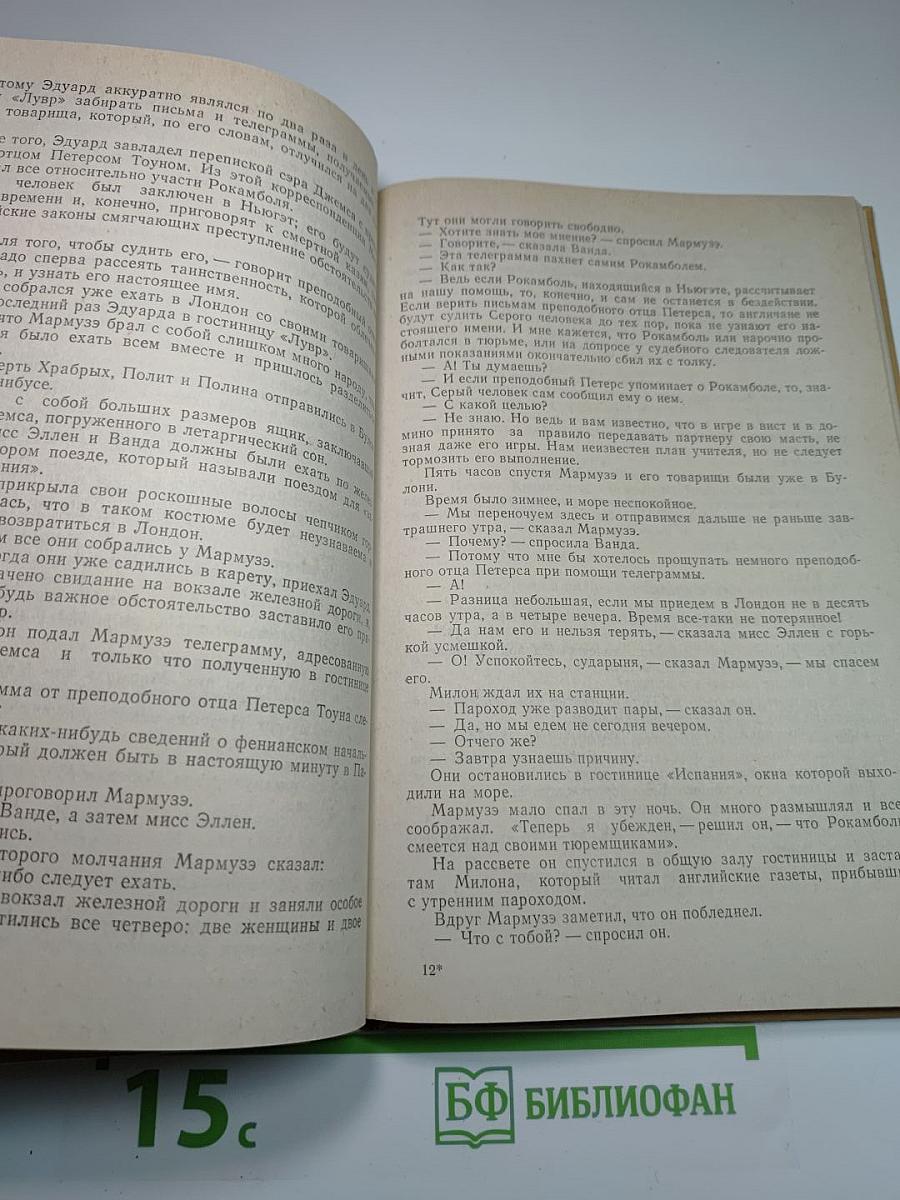 тому Эдуард аккуратно являлся по два раза в день
«Лувр» забирать письма и телеграммы, получаемые
товарища, который, по его словам, отлучился на два
е того, Эдуард завладел перепиской сэра Джемса с
отцом Петерсом Тоуном. Из этой корреспонденции
л все относительно участи Рокамболя.
человек был заключен в Ньюгэт; его будут
времени и, конечно, приговорят к смертной казни
йские законы смягчающих преступление обстоятельств
ля того, чтобы судить его, — говорит преподобный
адо сперва рассеять таинственность, которой
ь, и узнать его настоящее имя.
собрался уже ехать в Лондон со своими товарищами
последний раз Эдуарда в гостиницу «Лувр».
что Мармузэ брал с собой слишком много народу,
я было ехать всем вместе и пришлось разделиться
ерть Храбрых, Полит и Полина отправились в
нибусе.
с собой больших размеров ящик,
емса, погруженного в летаргический сон.
исс Эллен и Ванда должны были ехать по
ором поезде, который называли поездом для
ания».
прикрыла свои роскошные волосы чепчиком
лась, что в таком костюме будет неузнаваема
возвратиться в Лондон.
м все они собрались у Мармузэ.
огда они уже садились в карету, приехал Эдуард
ачено свидание на вокзале железной дороги,
будь важное обстоятельство заставило его
р.
он подал Мармузэ телеграмму, адресованную
емса и только что полученную в гостинице
мма от преподобного отца Петерса Тоуна сле-
каких-нибудь сведений о фенианском началь-
рый должен быть в настоящую минуту в Па-
проговорил Мармузэ.
Ванде, а затем мисс Эллен.
ись.
оторого молчания Мармузэ сказал:
ибо следует ехать.
вокзал железной дороги и заняли особое
тились все четверо: две женщины и двое
Тут они могли говорить свободно.
— Хотите знать мое мнение? — спросил Мармузэ.
— Говорите, — сказала Ванда.
— Эта телеграмма пахнет самим Рокамболем.
— Как так?
— Ведь если Рокамболь, находящийся в Ньюгэте, рассчитывает
на нашу помощь, то, конечно, и сам не останется в бездействии.
Если верить письмам преподобного отца Петерса, то англичане не
будут судить Серого человека до тех пор, пока не узнают его на-
стоящего имени. И мне кажется, что Рокамболь или нарочно про-
болтался в тюрьме, или на допросе у судебного следователя лож-
ными показаниями окончательно сбил их с толку.
— А! Ты думаешь?
— И если преподобный Петерс упоминает о Рокамболе, то, зна-
чит, Серый человек сам сообщил ему о нем.
— С какой целью?
— Не знаю. Но ведь и вам известно, что в игре в вист и в до-
мино принято за правило передавать партнеру свою масть, не
зная даже его игры. Нам неизвестен план учителя, но не следует
тормозить его выполнение.
Пять часов спустя Мармузэ и его товарищи были уже в Бу-
лони.
Время было зимнее, и море неспокойное.
— Мы переночуем здесь и отправимся дальше не раньше зав-
трашнего утра, — сказал Мармузэ.
— Почему? — спросила Ванда.
— Потому что мне бы хотелось прощупать немного преподоб-
ного отца Петерса при помощи телеграммы.
— А!
— Разница небольшая, если мы приедем в Лондон не в десять
часов утра, а в четыре вечера. Время все-таки не потерянное!
— Да нам его и нельзя терять, — сказала мисс Эллен с горь-
кой усмешкой.
— О! Успокойтесь, сударыня, — сказал Мармузэ, — мы спасем
его.
Милон ждал их на станции.
— Пароход уже разводит пары, — сказал он.
— Да, но мы едем не сегодня вечером.
— Отчего же?
— Завтра узнаешь причину.
Они остановились в гостинице «Испания», окна которой выхо-
дили на море.
Мармузэ мало спал в эту ночь. Он много размышлял и все
соображал. «Теперь я убежден, — решил он, — что Рокамболь
смеется над своими тюремщиками».
На рассвете он спустился в общую залу гостиницы и заста
там Милона, который читал английские газеты, прибывш
с утренним пароходом.
Вдруг Мармузэ заметил, что он побледнел.
— Что с тобой? — спросил он.
12*
15 с
БФ БИБЛИОФАН